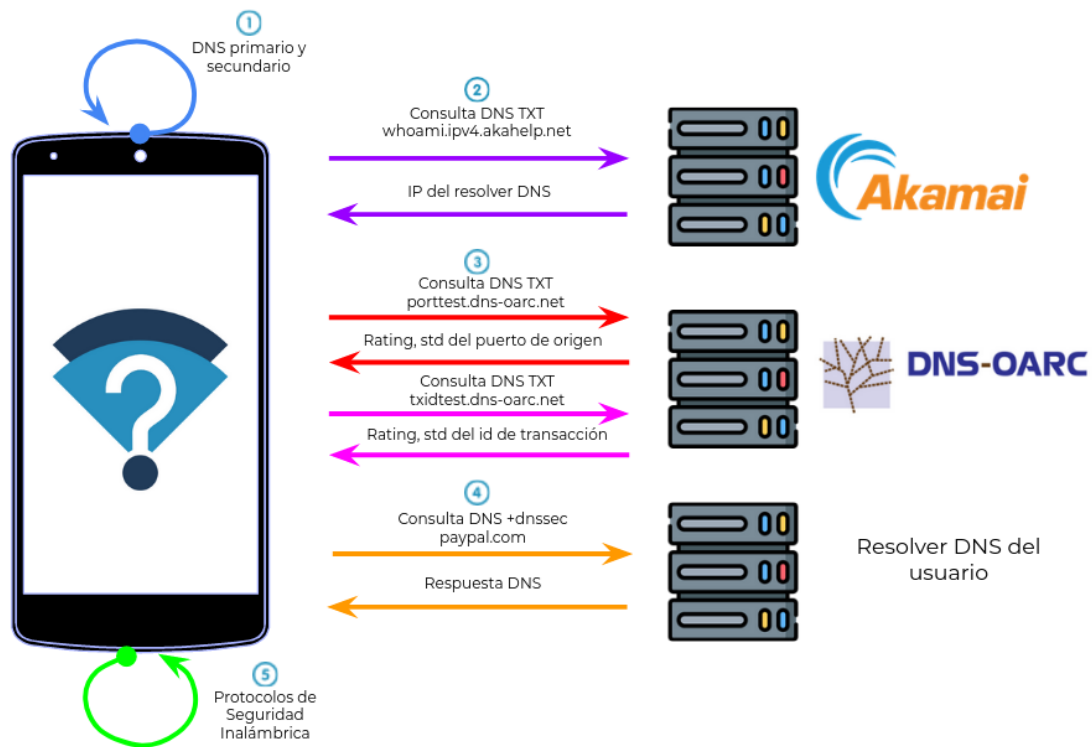 1
DNS primario y
secundario
2
Consulta DNS TXT
whoami.ipv4.akahelp.net
IP del resolver DNS
Akamai
3
Consulta DNS TXT
porttest.dns-oarc.net
Rating, std del puerto de origen
Consulta DNS TXT
txidtest.dns-oarc.net
Rating, std del id de transacción
DNS-OARC
4
Consulta DNS +dnssec
paypal.com
Respuesta DNS
Resolver DNS del
usuario
5
Protocolos de
Seguridad
Inalámbrica
?